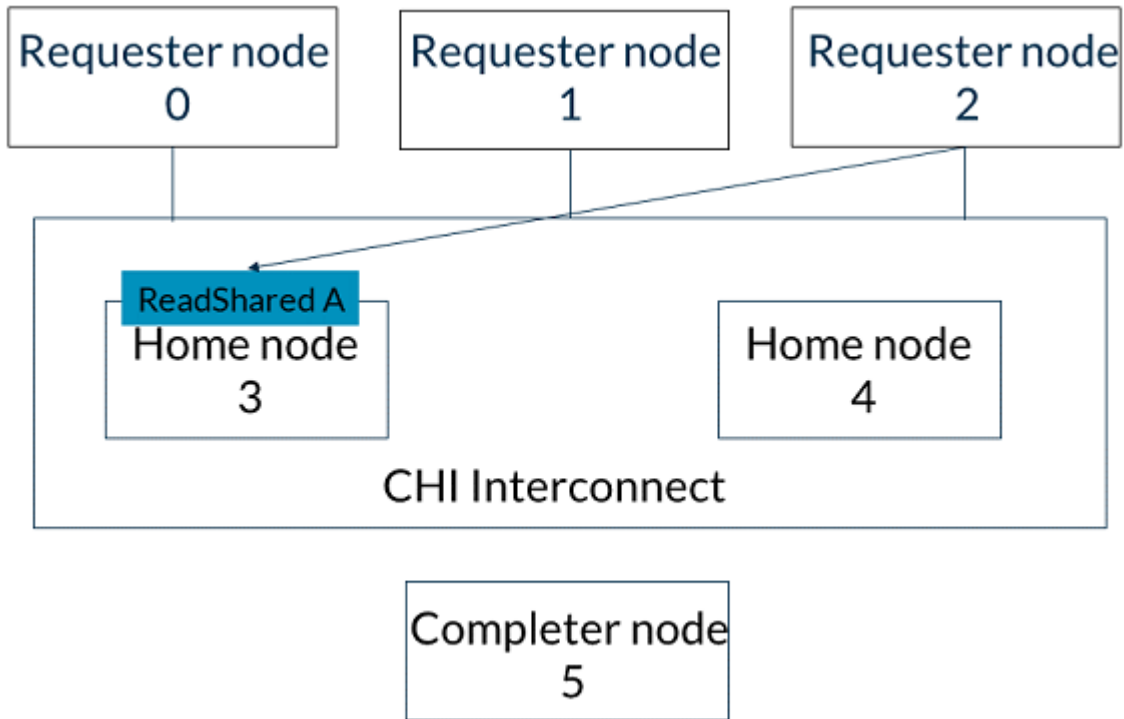 Requester node
0
Requester node
1
Requester node
2
ReadShared A
Home node
3
Home node
4
CHI Interconnect
Completer node
5